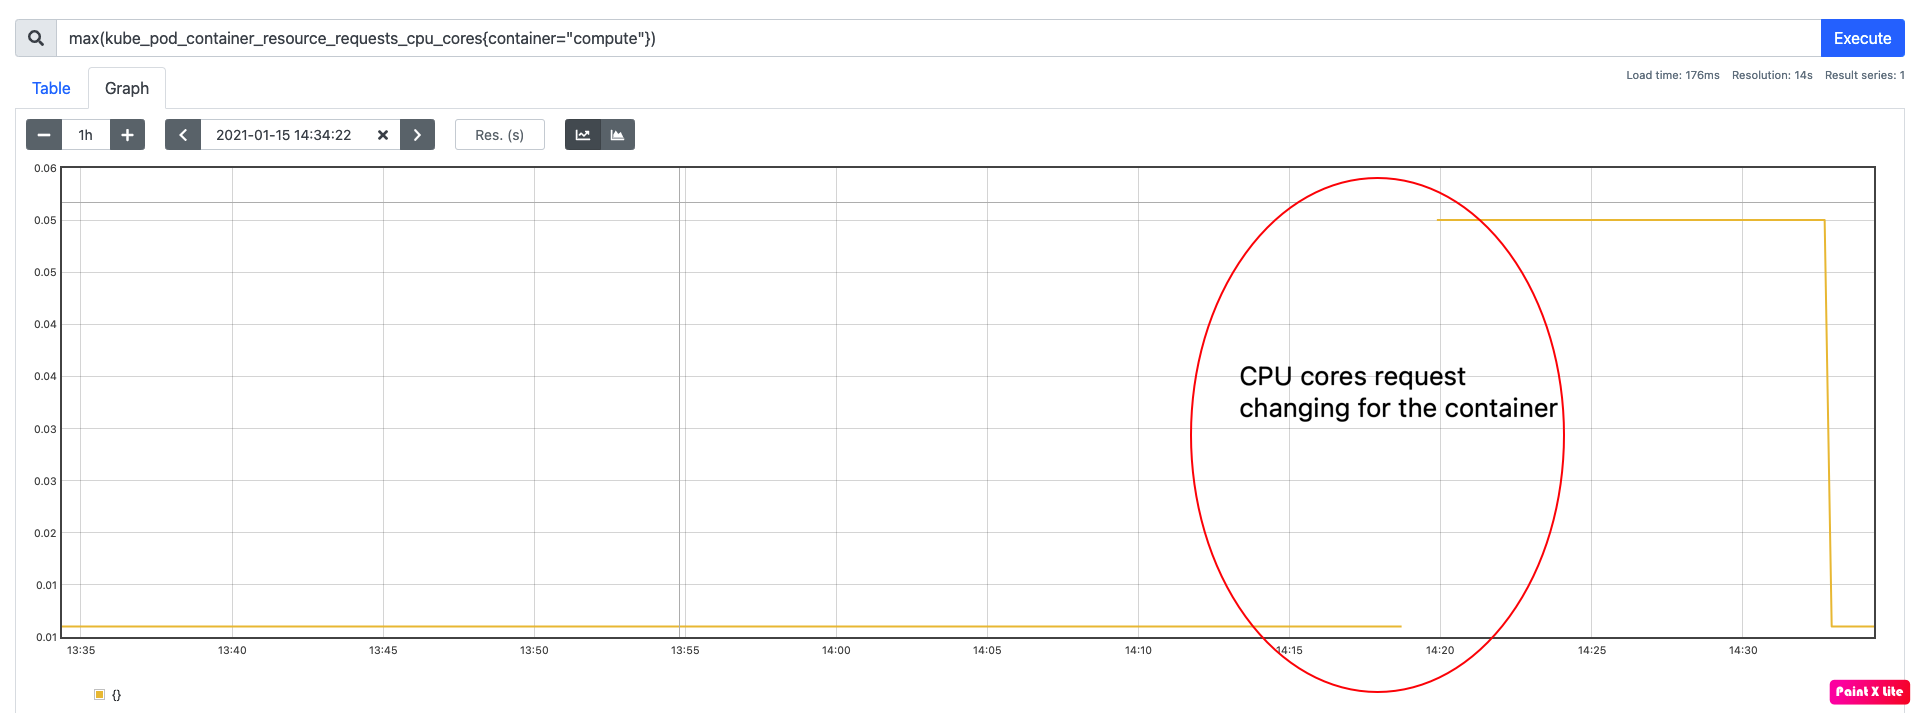 max(kube_pod_container_resource_requests_cpu_cores{container="compute"})
Execute
Load time: 176ms Resolution: 14s Result series: 1
Table
Graph
1h
2021-01-15 14:34:22
Res. (s)
0.06
0.05
0.05
0.04
0.04
0.03
0.03
0.02
0.01
0.01
CPU cores request
changing for the container
13:35 13:40 13:45 13:50 13:55 14:00 14:05 14:10 14:15 14:20 14:25 14:30
{}
Paint X Lite